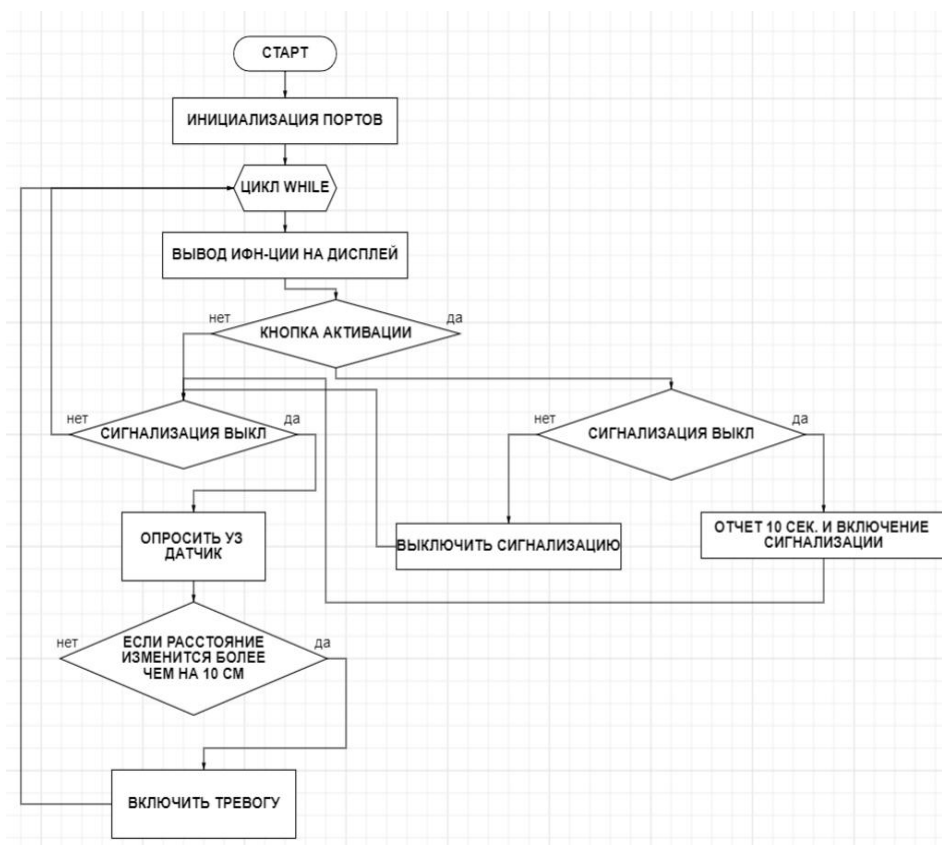 СТАРТ
ИНИЦИАЛИЗАЦИЯ ПОРТОВ
ЦИКЛ WHILE
ВЫВОД ИФН-ЦИИ НА ДИСПЛЕЙ
нет
да
КНОПКА АКТИВАЦИИ
нет
да
СИГНАЛИЗАЦИЯ ВЫКЛ
нет
да
СИГНАЛИЗАЦИЯ ВЫКЛ
ОПРОСИТЬ УЗ
ДАТЧИК
ВЫКЛЮЧИТЬ СИГНАЛИЗАЦИЮ
ОТЧЕТ 10 СЕК. И ВКЛЮЧЕНИЕ
СИГНАЛИЗАЦИИ
нет
да
ЕСЛИ РАССТОЯНИЕ
ИЗМЕНИТСЯ БОЛЕЕ
ЧЕМ НА 10 СМ
ВКЛЮЧИТЬ ТРЕВОГУ